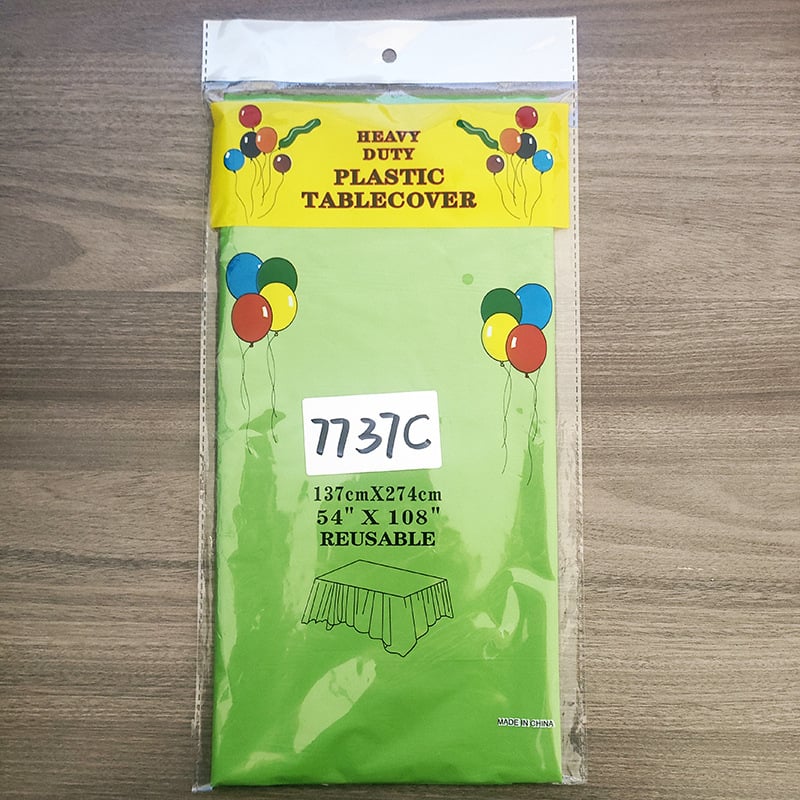 HEAVY
DUTY
PLASTIC
TABLECOVER
7737C
137cmX274cm
54" X 108"
REUSABLE
MADE IN CHINA